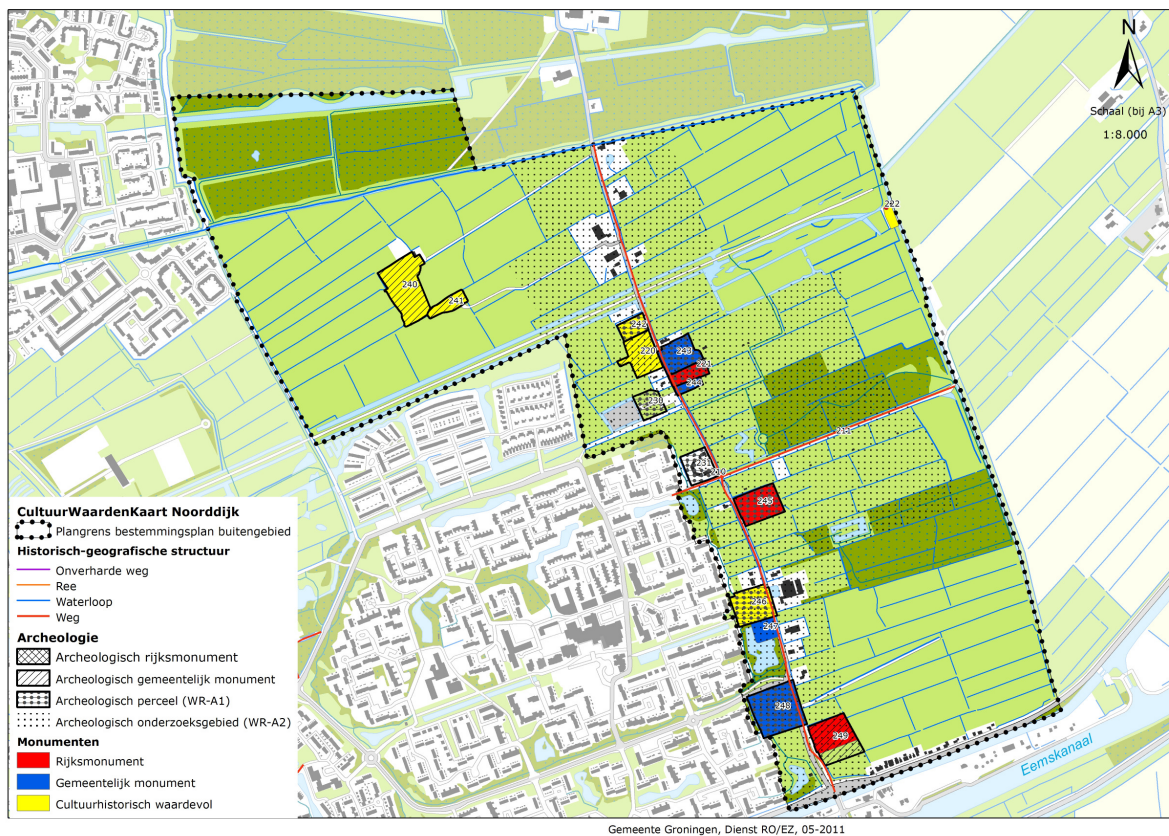 N
Schaal (bij A3)
1:8.000
222
240
241
242
220
243
221
244
230
211
231
210
245
246
247
248
249
Eemskanaal
CultuurWaardenKaart Noorddijk
Plangrens bestemmingsplan buitengebied
Historisch-geografische structuur
Onverharde weg
Ree
Waterloop
Weg
Archeologie
Archeologisch rijksmonument
Archeologisch gemeentelijk monument
Archeologisch perceel (WR-A1)
Archeologisch onderzoeksgebied (WR-A2)
Monumenten
Rijksmonument
Gemeentelijk monument
Cultuurhistorisch waardevol
Gemeente Groningen, Dienst RO/EZ, 05-2011